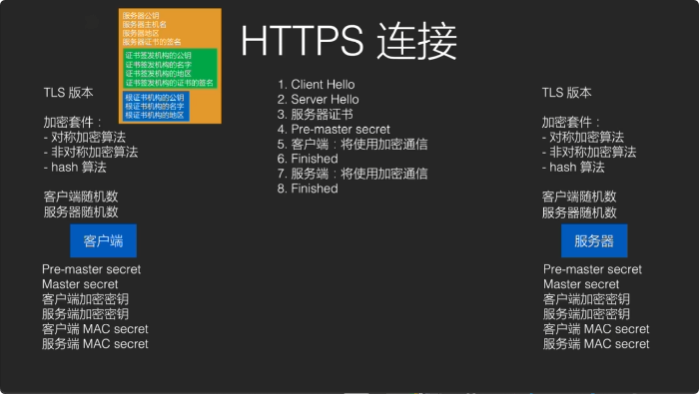 HTTPS 连接
服务器公钥
服务器主机名
服务器地区
服务器证书的签名
证书签发机构的公钥
证书签发机构的名字
证书签发机构的地区
证书签发机构的证书的签名
根证书机构的公钥
根证书机构的名字
根证书机构的地区
TLS 版本
加密套件：
- 对称加密算法
- 非对称加密算法
- hash 算法
客户端随机数
服务器随机数
客户端
Pre-master secret
Master secret
客户端加密密钥
服务端加密密钥
客户端 MAC secret
服务端 MAC secret
1. Client Hello
2. Server Hello
3. 服务器证书
4. Pre-master secret
5. 客户端：将使用加密通信
6. Finished
7. 服务端：将使用加密通信
8. Finished
TLS 版本
加密套件：
- 对称加密算法
- 非对称加密算法
- hash 算法
客户端随机数
服务器随机数
服务器
Pre-master secret
Master secret
客户端加密密钥
服务端加密密钥
客户端 MAC secret
服务端 MAC secret